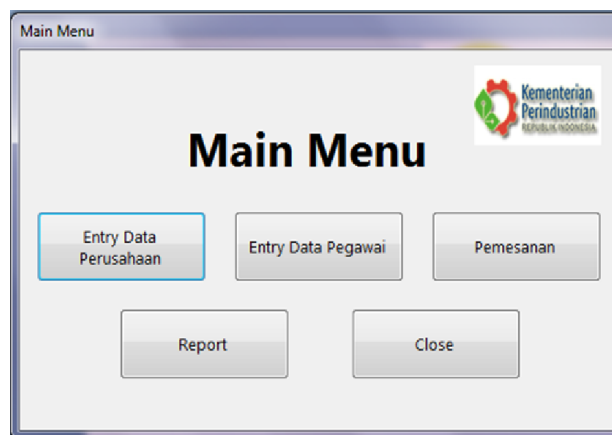 Main Menu
Kementerian
Perindustrian
REPUBLIK INDONESIA
Main Menu
Entry Data
Perusahaan
Entry Data Pegawai
Pemesanan
Report
Close